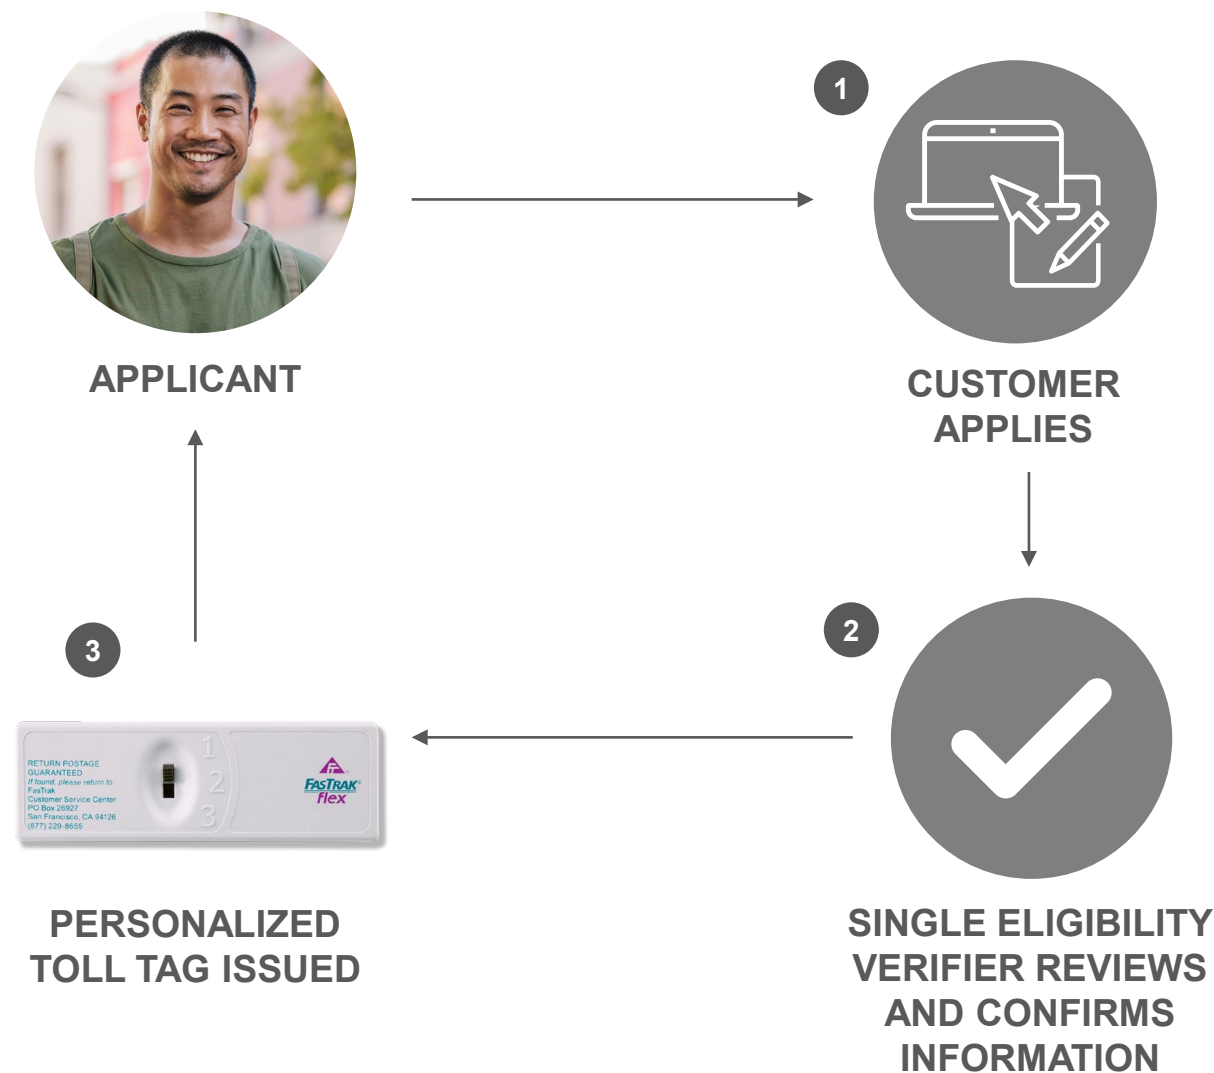 APPLICANT
1
CUSTOMER
APPLIES
2
SINGLE ELIGIBILITY
VERIFIER REVIEWS
AND CONFIRMS
INFORMATION
3
RETURN POSTAGE
GUARANTEED
If found, please return to:
FasTrak
Customer Service Center
PO Box 26927
San Francisco, CA 94126
(877) 229-8655
1
2
3
FASTRAK®
flex
PERSONALIZED
TOLL TAG ISSUED